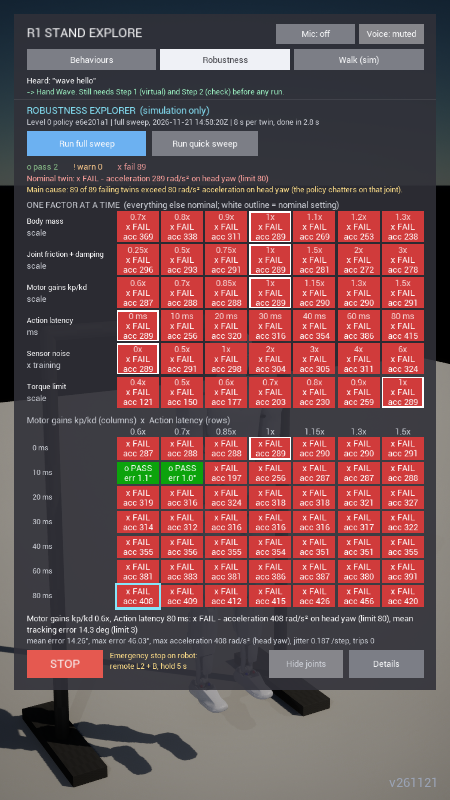 R1 STAND EXPLORE
Mic: off
Voice: muted
Behaviours
Robustness
Walk (sim)
Heard: "wave hello"
-> Hand Wave. Still needs Step 1 (virtual) and Step 2 (check) before any run.
ROBUSTNESS EXPLORER (simulation only)
Level 0 policy e6e201a1 | full sweep, 2026-11-21 14:58:20Z | 8 s per twin, done in 2.8 s
Run full sweep
Run quick sweep
o pass 2 ! warn 0 x fail 89
Nominal twin: x FAIL - acceleration 289 rad/s² on head yaw (limit 80)
Main cause: 89 of 89 failing twins exceed 80 rad/s² acceleration on head yaw (the policy chatters on that joint).
ONE FACTOR AT A TIME (everything else nominal; white outline = nominal setting)
0.7x 0.8x 0.9x 1x 1.1x 1.2x 1.3x
Body mass x FAIL x FAIL x FAIL x FAIL x FAIL x FAIL x FAIL
scale acc 369 acc 338 acc 311 acc 289 acc 269 acc 253 acc 238
0.25x 0.5x 0.75x 1x 1.5x 2x 3x
Joint friction + damping x FAIL x FAIL x FAIL x FAIL x FAIL x FAIL x FAIL
scale acc 296 acc 293 acc 291 acc 289 acc 281 acc 272 acc 278
0.6x 0.7x 0.85x 1x 1.15x 1.3x 1.5x
Motor gains kp/kd x FAIL x FAIL x FAIL x FAIL x FAIL x FAIL x FAIL
scale acc 287 acc 288 acc 288 acc 289 acc 290 acc 290 acc 291
0 ms 10 ms 20 ms 30 ms 40 ms 60 ms 80 ms
Action latency x FAIL x FAIL x FAIL x FAIL x FAIL x FAIL x FAIL
ms acc 289 acc 256 acc 320 acc 316 acc 354 acc 386 acc 415
0x 0.5x 1x 2x 3x 4x 6x
Sensor noise x FAIL x FAIL x FAIL x FAIL x FAIL x FAIL x FAIL
x training acc 289 acc 291 acc 298 acc 304 acc 305 acc 311 acc 324
0.4x 0.5x 0.6x 0.7x 0.8x 0.9x 1x
Torque limit x FAIL x FAIL x FAIL x FAIL x FAIL x FAIL x FAIL
scale acc 121 acc 150 acc 177 acc 203 acc 230 acc 259 acc 289
Motor gains kp/kd (columns) x Action latency (rows)
0.6x 0.7x 0.85x 1x 1.15x 1.3x 1.5x
0 ms x FAIL x FAIL x FAIL x FAIL x FAIL x FAIL x FAIL
acc 287 acc 288 acc 288 acc 289 acc 290 acc 290 acc 291
10 ms o PASS o PASS x FAIL x FAIL x FAIL x FAIL x FAIL
err 1.1° err 1.0° acc 197 acc 256 acc 287 acc 287 acc 288
20 ms x FAIL x FAIL x FAIL x FAIL x FAIL x FAIL x FAIL
acc 319 acc 316 acc 324 acc 318 acc 318 acc 321 acc 327
30 ms x FAIL x FAIL x FAIL x FAIL x FAIL x FAIL x FAIL
acc 314 acc 312 acc 316 acc 316 acc 316 acc 317 acc 322
40 ms x FAIL x FAIL x FAIL x FAIL x FAIL x FAIL x FAIL
acc 355 acc 355 acc 355 acc 354 acc 351 acc 351 acc 355
60 ms x FAIL x FAIL x FAIL x FAIL x FAIL x FAIL x FAIL
acc 381 acc 383 acc 381 acc 386 acc 387 acc 380 acc 391
80 ms x FAIL x FAIL x FAIL x FAIL x FAIL x FAIL x FAIL
acc 408 acc 409 acc 412 acc 415 acc 426 acc 456 acc 420
Motor gains kp/kd 0.6x, Action latency 80 ms: x FAIL - acceleration 408 rad/s² on head yaw (limit 80), mean
tracking error 14.3 deg (limit 3)
mean error 14.26°, max error 46.03°, max acceleration 408 rad/s² (head yaw), jitter 0.187 /step, trips 0
STOP
Emergency stop on robot:
remote L2 + B, hold 5 s
Hide joints
Details
v261121